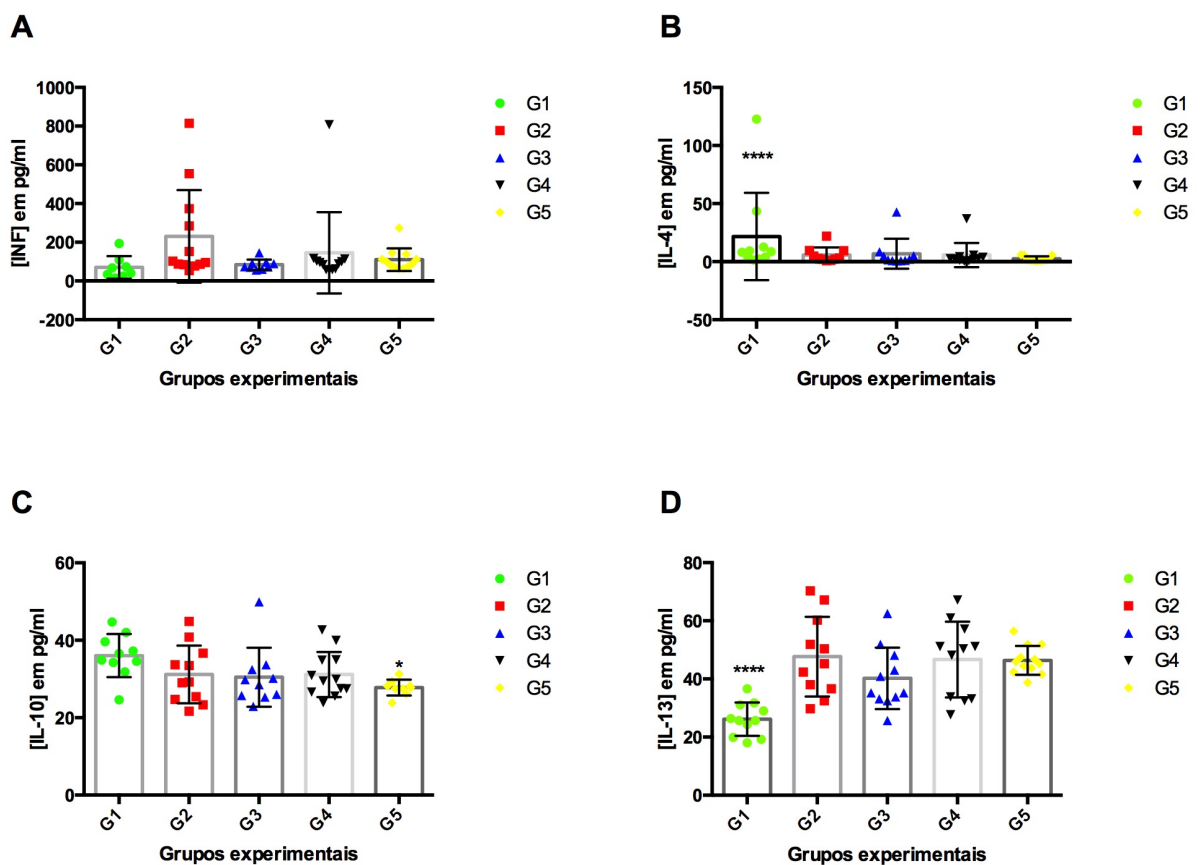 A
[INF] em pg/ml
1000
800
600
400
200
0
-200
G1
G2
G3
G4
G5
Grupos experimentais
G1
G2
G3
G4
G5
B
[IL-4] em pg/ml
150
100
50
0
-50
****
G1
G2
G3
G4
G5
Grupos experimentais
G1
G2
G3
G4
G5
C
[IL-10] em pg/ml
60
40
20
0
*
G1
G2
G3
G4
G5
Grupos experimentais
G1
G2
G3
G4
G5
D
[IL-13] em pg/ml
80
60
40
20
0
****
G1
G2
G3
G4
G5
Grupos experimentais
G1
G2
G3
G4
G5